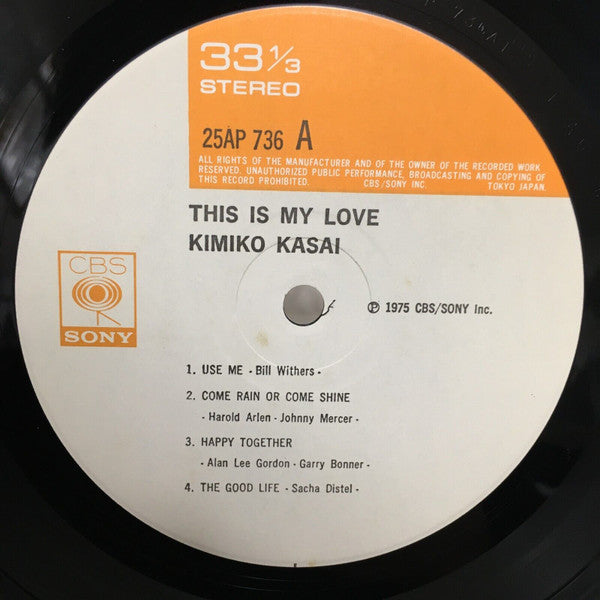 33 1/3
STEREO
25AP 736 A
ALL RIGHTS OF THE MANUFACTURER AND OF THE OWNER OF THE RECORDED WORK
RESERVED. UNAUTHORIZED PUBLIC PERFORMANCE, BROADCASTING AND COPYING OF
THIS RECORD PROHIBITED. CBS/SONY INC. TOKYO JAPAN.
THIS IS MY LOVE
KIMIKO KASAI
CBS
SONY
℗ 1975 CBS/SONY Inc.
1. USE ME - Bill Withers -
2. COME RAIN OR COME SHINE
- Harold Arlen - Johnny Mercer -
3. HAPPY TOGETHER
- Alan Lee Gordon - Garry Bonner -
4. THE GOOD LIFE - Sacha Distel -